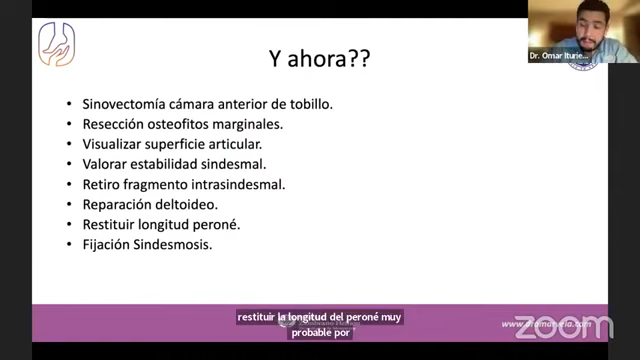 Y ahora??
Dr. Omar Iturie...
• Sinovectomía cámara anterior de tobillo.
• Resección osteofitos marginales.
• Visualizar superficie articular.
• Valorar estabilidad sindesmal.
• Retiro fragmento intrasindesmal.
• Reparación deltoideo.
• Restituir longitud peroné.
• Fijación Sindesmosis.
restituir la longitud del peroné muy
probable por
zoom